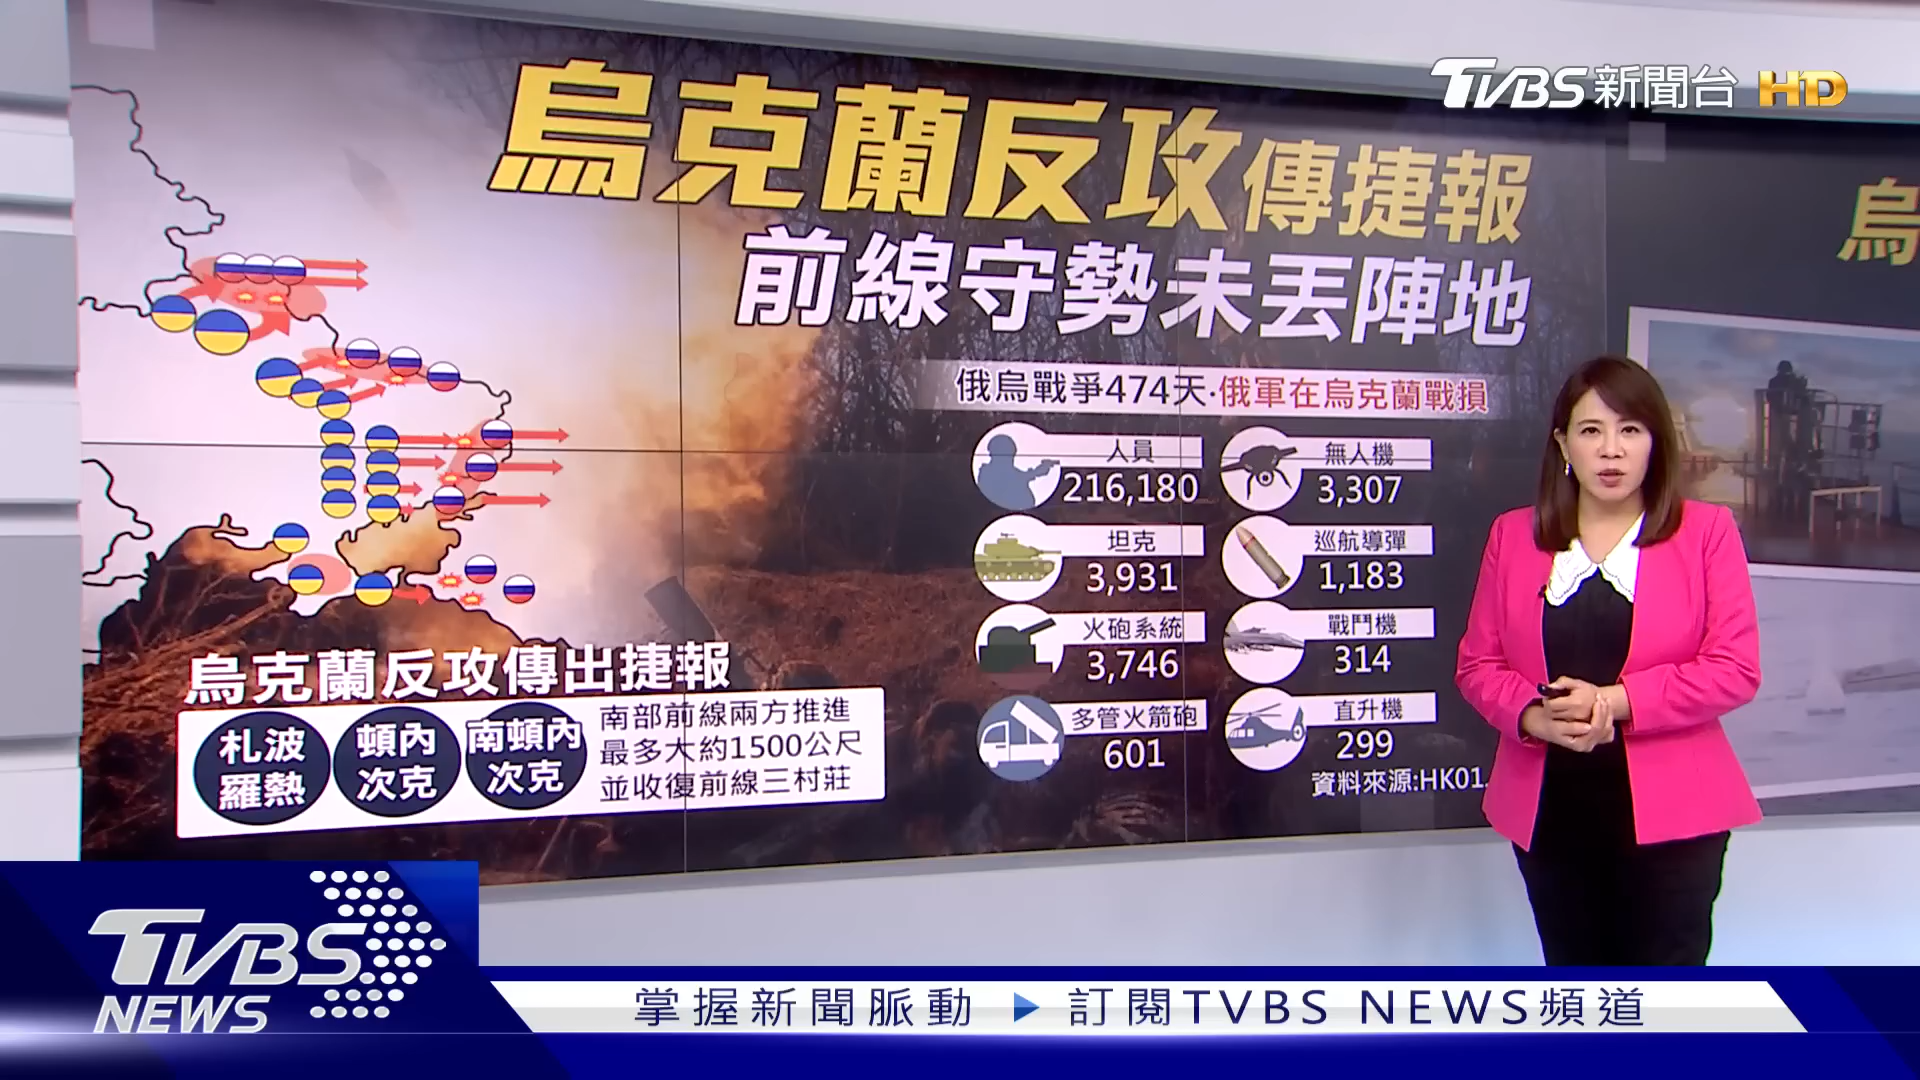 TVBS新聞台 HD
烏克蘭反攻傳捷報
前線守勢未丟陣地
俄烏戰爭474天·俄軍在烏克蘭戰損
人員
216,180
無人機
3,307
坦克
3,931
巡航導彈
1,183
火砲系統
3,746
戰鬥機
314
多管火箭砲
601
直升機
299
資料來源:HK01
烏
烏克蘭反攻傳出捷報
札波
羅熱
頓內
次克
南頓內
次克
南部前線兩方推進
最多大約1500公尺
並收復前線三村莊
TVBS
NEWS
掌握新聞脈動 ▶ 訂閱TVBS NEWS頻道